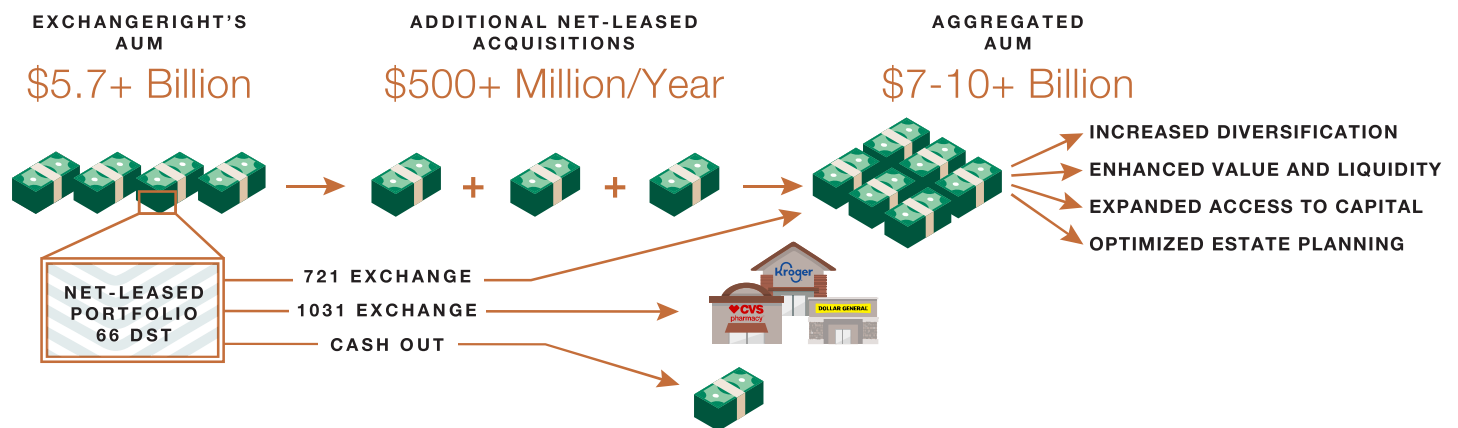 EXCHANGERIGHT'S
AUM
$5.7+ Billion
ADDITIONAL NET-LEASED
ACQUISITIONS
$500+ Million/Year
AGGREGATED
AUM
$7-10+ Billion
INCREASED DIVERSIFICATION
ENHANCED VALUE AND LIQUIDITY
EXPANDED ACCESS TO CAPITAL
OPTIMIZED ESTATE PLANNING
+
+
NET-LEASED
PORTFOLIO
66 DST
721 EXCHANGE
1031 EXCHANGE
CASH OUT
Kroger
CVS
pharmacy
DOLLAR GENERAL